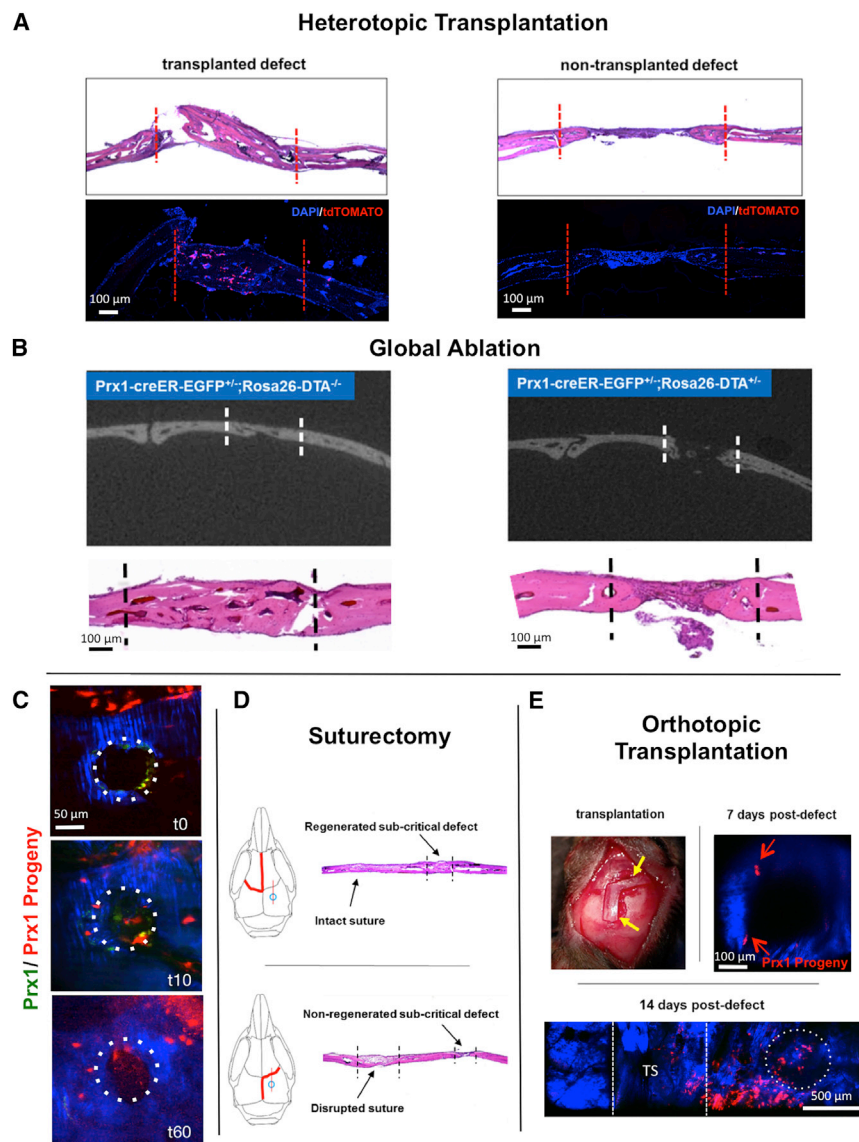 A
Heterotopic Transplantation
transplanted defect
non-transplanted defect
DAPI/tdTOMATO
100 µm
DAPI/tdTOMATO
100 µm
B
Global Ablation
Prx1-creER-EGFP+/-;Rosa26-DTA-/-
Prx1-creER-EGFP+/-;Rosa26-DTA+/-
100 µm
100 µm
C
Prx1/ Prx1 Progeny
50 µm
t0
t10
t60
D
Suturectomy
Regenerated sub-critical defect
Intact suture
Non-regenerated sub-critical defect
Disrupted suture
E
Orthotopic
Transplantation
transplantation
7 days post-defect
100 µm
Prx1 Progeny
14 days post-defect
TS
500 µm